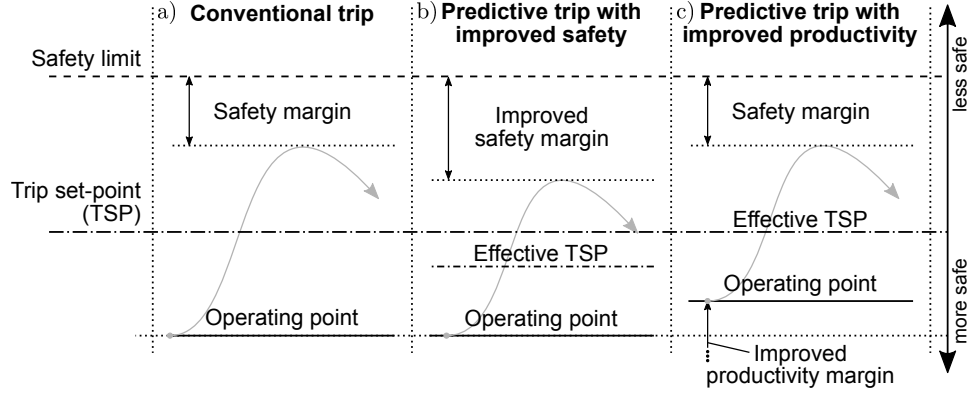 a) Conventional trip
b) Predictive trip with
improved safety
c) Predictive trip with
improved productivity
Safety limit
Safety margin
Improved
safety margin
Safety margin
Trip set-point
(TSP)
Effective TSP
Effective TSP
Operating point
Operating point
Operating point
Improved
productivity margin
less safe
more safe